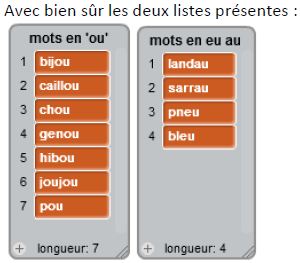 Avec bien sûr les deux listes présentes :
mots en 'ou'
1 bijou
2 caillou
3 chou
4 genou
5 hibou
6 joujou
7 pou
+ longueur: 7
mots en eu au
1 landau
2 sarrau
3 pneu
4 bleu
+ longueur: 4